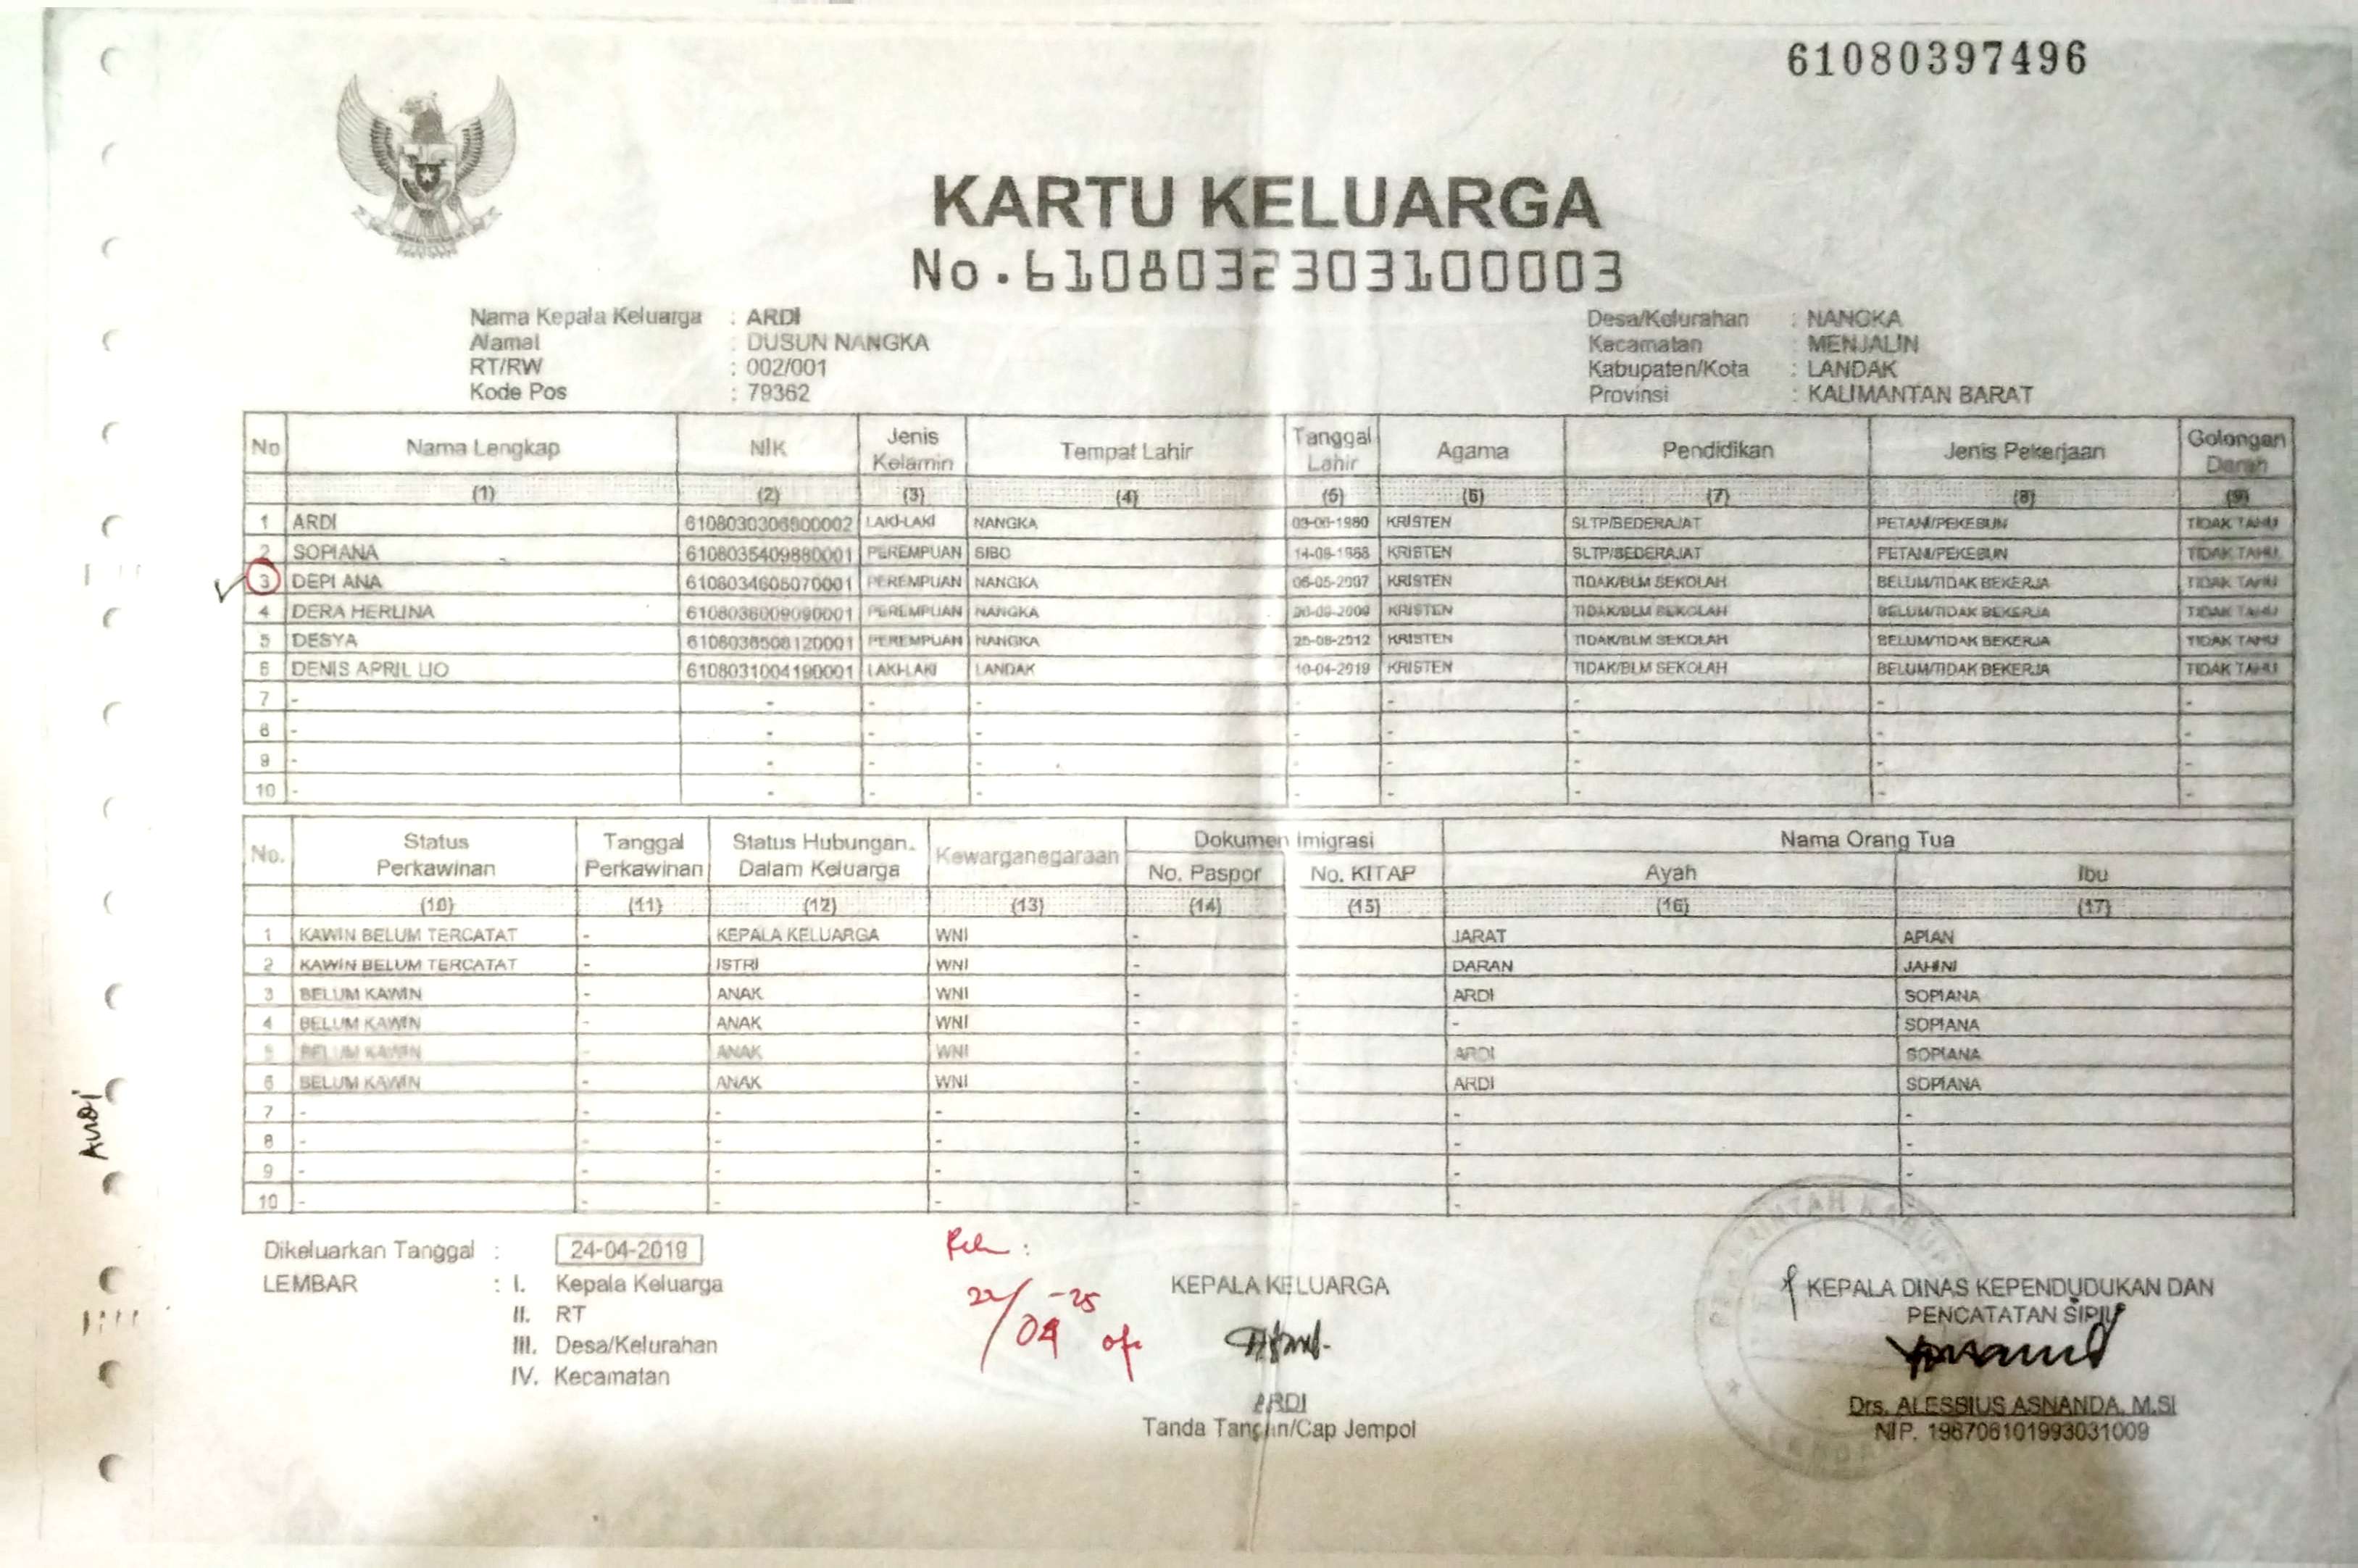 61080397496
KARTU KELUARGA
No.6108032303100003
Nama Kepala Keluarga : ARDI
Alamat : DUSUN NANGKA
RT/RW : 002/001
Kode Pos : 79362
Desa/Kelurahan : NANGKA
Kecamatan : MENJALIN
Kabupaten/Kota : LANDAK
Provinsi : KALIMANTAN BARAT
No Nama Lengkap NIK Jenis Kelamin Tempat Lahir Tanggal Lahir Agama Pendidikan Jenis Pekerjaan Golongan Darah
(1) (2) (3) (4) (5) (6) (7) (8) (9)
1 ARDI 6108030306800002 LAKI-LAKI NANGKA 03-06-1980 KRISTEN SLTP/SEDERAJAT PETANI/PEKEBUN TIDAK TAHU
2 SOPIANA 6108035409880001 PEREMPUAN SIBO KRISTEN SLTP/SEDERAJAT PETANI/PEKEBUN TIDAK TAHU
3 DEPI ANA 6108034605070001 PEREMPUAN NANGKA 06-05-2007 KRISTEN TIDAK/BLM SEKOLAH BELUM/TIDAK BEKERJA TIDAK TAHU
4 DERA HERLINA 6108036009090001 PEREMPUAN NANGKA 20-09-2009 KRISTEN TIDAK/BLM SEKOLAH BELUM/TIDAK BEKERJA TIDAK TAHU
5 DESYA 6108036508120001 PEREMPUAN NANGKA 25-08-2012 KRISTEN TIDAK/BLM SEKOLAH BELUM/TIDAK BEKERJA TIDAK TAHU
6 DENIS APRIL LIO 6108031004190001 LAKI-LAKI LANDAK 10-04-2019 KRISTEN TIDAK/BLM SEKOLAH BELUM/TIDAK BEKERJA TIDAK TAHU
7 - - - - - - - - -
8 - - - - - - - - -
9 - - - - - - - - -
10 - - - - - - - - -
No. Status Perkawinan Tanggal Perkawinan Status Hubungan Dalam Keluarga Kewarganegaraan Dokumen Imigrasi Nama Orang Tua
No. Paspor No. KITAP Ayah Ibu
(10) (11) (12) (13) (14) (15) (16) (17)
1 KAWIN BELUM TERCATAT - KEPALA KELUARGA WNI - JARAT APIAN
2 KAWIN BELUM TERCATAT - ISTRI WNI - DARAN JAHINI
3 BELUM KAWIN - ANAK WNI - - ARDI SOPIANA
4 BELUM KAWIN - ANAK WNI - - - SOPIANA
5 BELUM KAWIN - ANAK WNI - ARDI SOPIANA
6 BELUM KAWIN - ANAK WNI - ARDI SOPIANA
7 - - - - - - -
8 - - - - - - -
9 - - - - - - -
10 - - - - - - -
Dikeluarkan Tanggal : 24-04-2019
LEMBAR : I. Kepala Keluarga
II. RT
III. Desa/Kelurahan
IV. Kecamatan
KEPALA KELUARGA
ARDI
Tanda Tangan/Cap Jempol
KEPALA DINAS KEPENDUDUKAN DAN
PENCATATAN SIPIL
Drs. ALESSIUS ASNANDA, M.SI
NIP. 196706101993031009